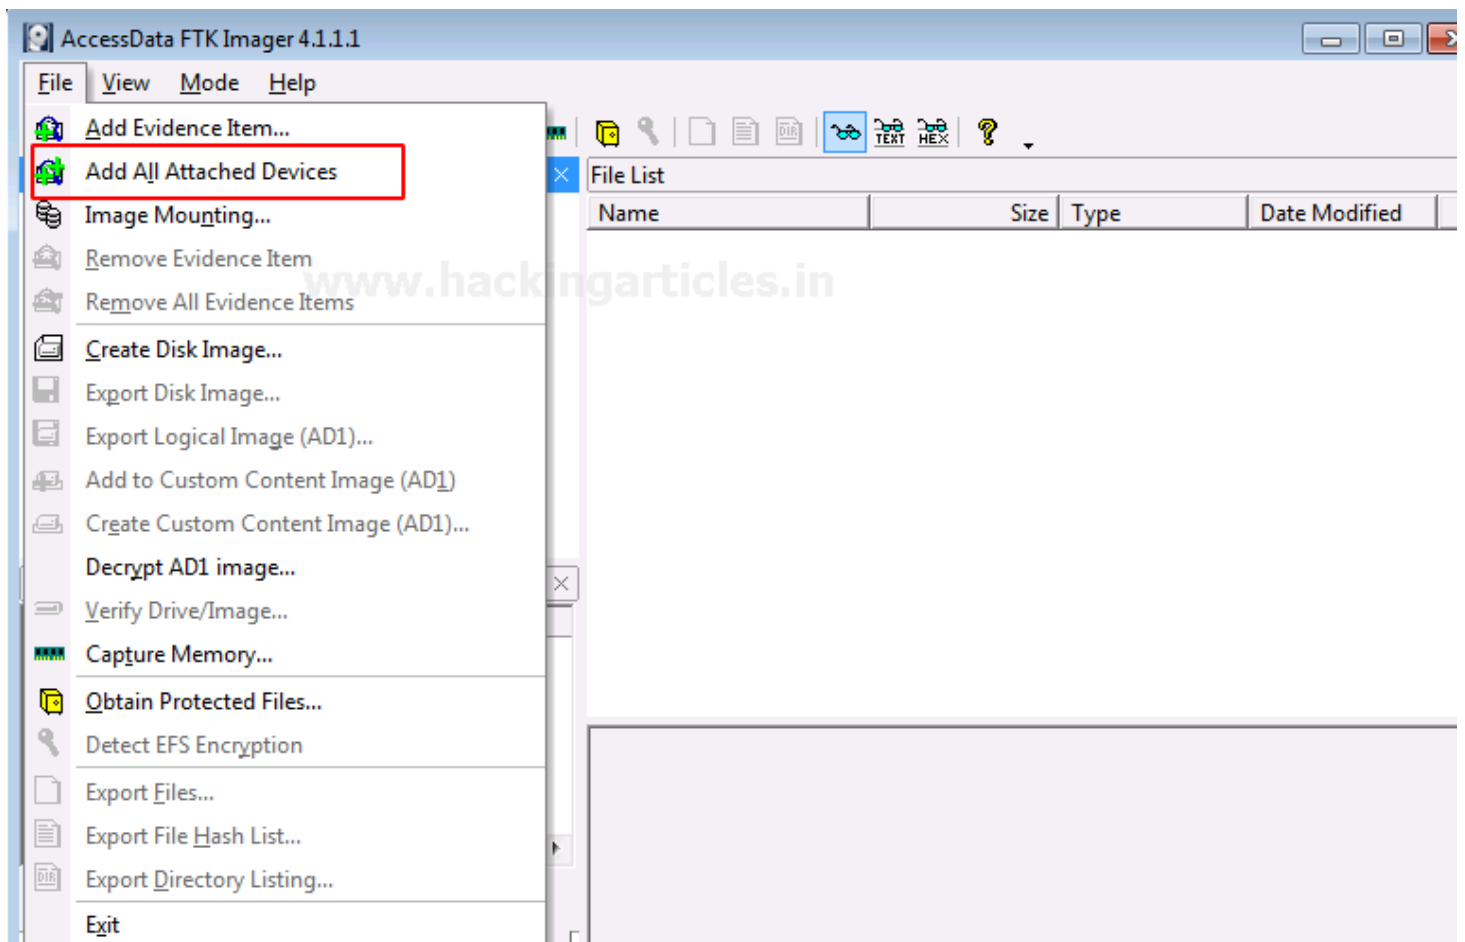 AccessData FTK Imager 4.1.1.1
File View Mode Help
Add Evidence Item...
Add All Attached Devices
Image Mounting...
Remove Evidence Item
Remove All Evidence Items
Create Disk Image...
Export Disk Image...
Export Logical Image (AD1)...
Add to Custom Content Image (AD1)
Create Custom Content Image (AD1)...
Decrypt AD1 image...
Verify Drive/Image...
Capture Memory...
Obtain Protected Files...
Detect EFS Encryption
Export Files...
Export File Hash List...
Export Directory Listing...
DIR
Exit
DIR TEXT HEX
File List
Name Size Type Date Modified
www.hackingarticles.in